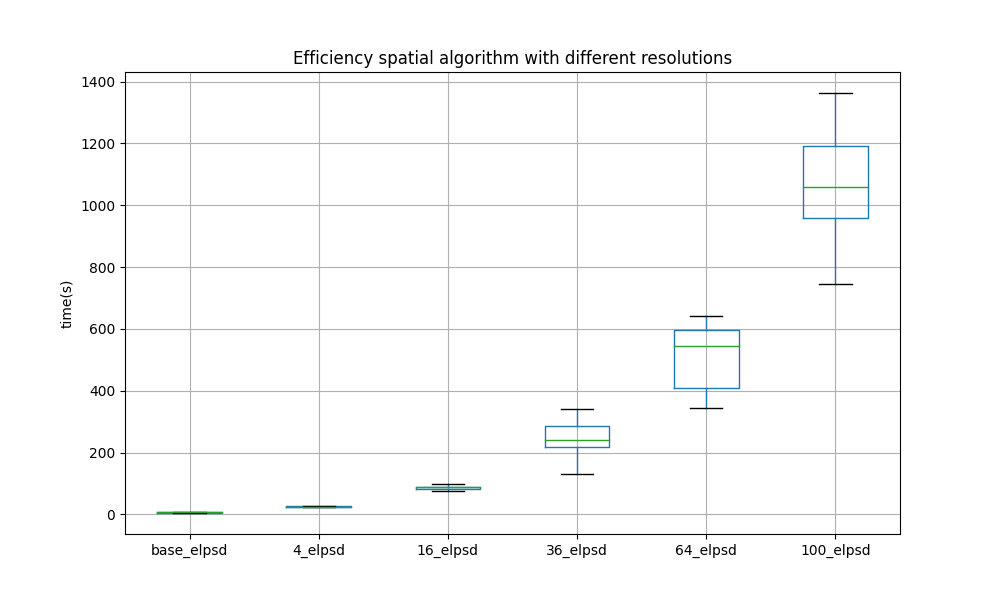 Efficiency spatial algorithm with different resolutions
1400
1200
1000
800
600
400
200
0
time(s)
base_elpsd
4_elpsd
16_elpsd
36_elpsd
64_elpsd
100_elpsd